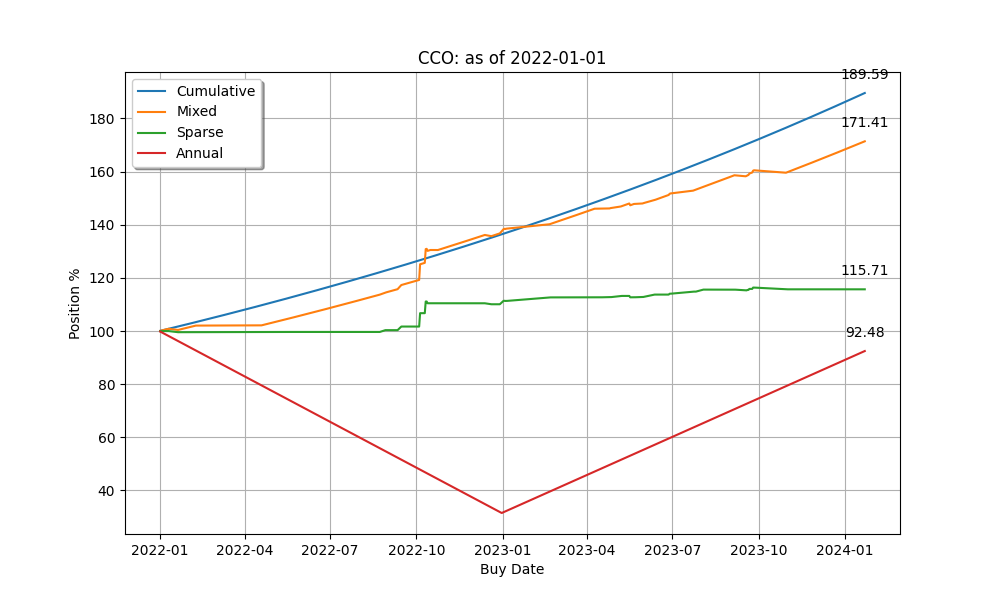 CCO: as of 2022-01-01
189.59
Cumulative
Mixed
Sparse
Annual
171.41
115.71
92.48
180
160
140
120
100
80
60
40
Position %
2022-01 2022-04 2022-07 2022-10 2023-01 2023-04 2023-07 2023-10 2024-01
Buy Date